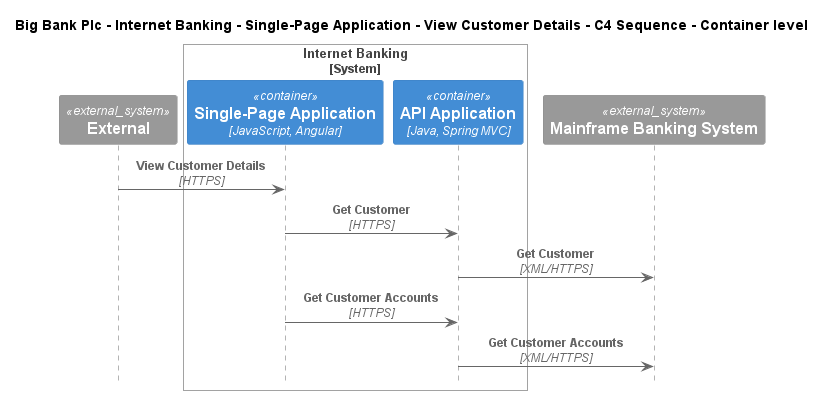 Big Bank Plc - Internet Banking - Single-Page Application - View Customer Details - C4 Sequence - Container level
Internet Banking
[System]
«external_system»
External
«container»
Single-Page Application
[JavaScript, Angular]
«container»
API Application
[Java, Spring MVC]
«external_system»
Mainframe Banking System
View Customer Details
[HTTPS]
Get Customer
[HTTPS]
Get Customer
[XML/HTTPS]
Get Customer Accounts
[HTTPS]
Get Customer Accounts
[XML/HTTPS]